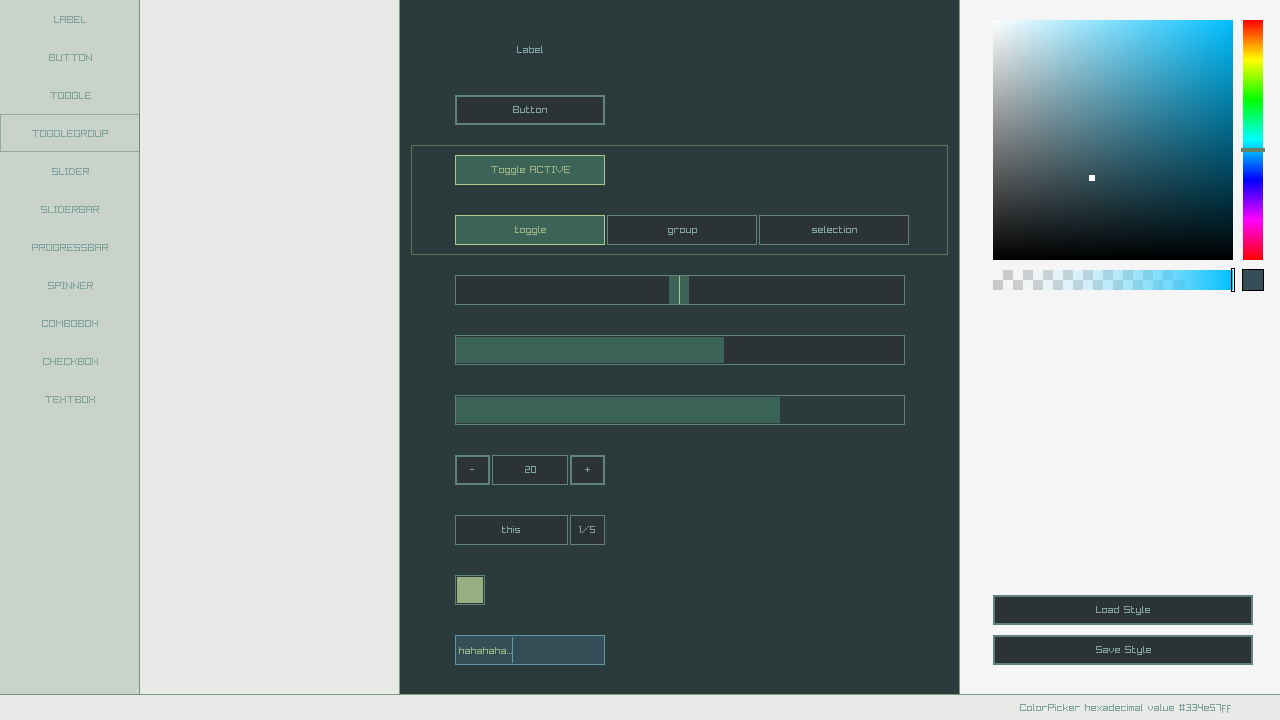 LABEL
BUTTON
TOGGLE
TOGGLEGROUP
SLIDER
SLIDERBAR
PROGRESSBAR
SPINNER
COMBOBOX
CHECKBOX
TEXTBOX
Label
Button
Toggle ACTIVE
toggle group selection
- 20 +
this 1/5
hahahaha...
Load Style
Save Style
ColorPicker hexadecimal value #334e57ff